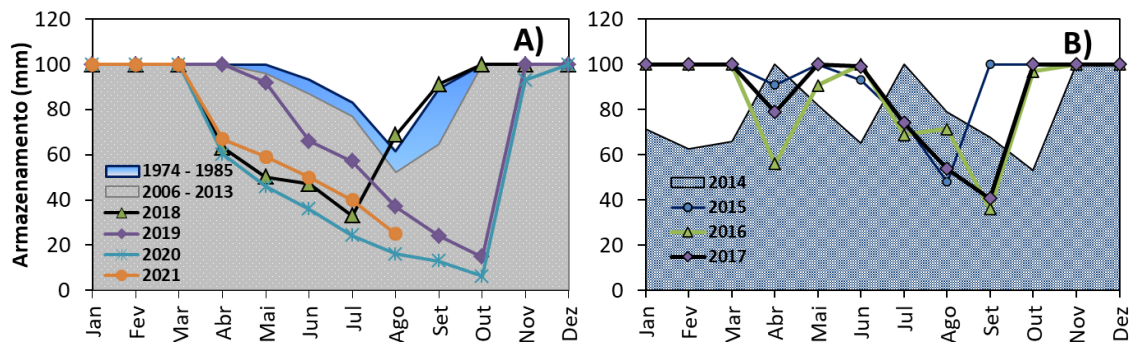 A)
Armazenamento (mm)
120
100
80
60
40
20
0
1974 - 1985
2006 - 2013
2018
2019
2020
2021
Jan
Fev
Mar
Abr
Mai
Jun
Jul
Ago
Set
Out
Nov
Dez
B)
120
100
80
60
40
20
0
2014
2015
2016
2017
Jan
Fev
Mar
Abr
Mai
Jun
Jul
Ago
Set
Out
Nov
Dez